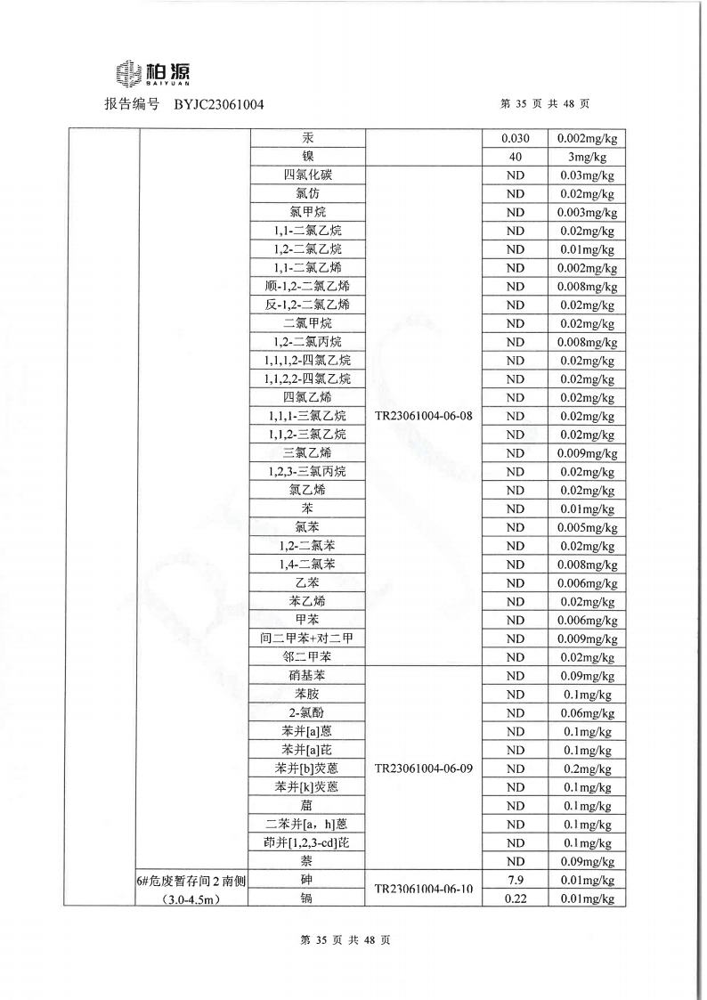 柏源
BAIYUAN
报告编号 BYJC23061004
第 35 页 共 48 页
汞 0.030 0.002mg/kg
镍 40 3mg/kg
四氯化碳 ND 0.03mg/kg
氯仿 ND 0.02mg/kg
氯甲烷 ND 0.003mg/kg
1,1-二氯乙烷 ND 0.02mg/kg
1,2-二氯乙烷 ND 0.01mg/kg
1,1-二氯乙烯 ND 0.002mg/kg
顺-1,2-二氯乙烯 ND 0.008mg/kg
反-1,2-二氯乙烯 ND 0.02mg/kg
二氯甲烷 ND 0.02mg/kg
1,2-二氯丙烷 ND 0.008mg/kg
1,1,1,2-四氯乙烷 ND 0.02mg/kg
1,1,2,2-四氯乙烷 ND 0.02mg/kg
四氯乙烯 ND 0.02mg/kg
1,1,1-三氯乙烷 TR23061004-06-08 ND 0.02mg/kg
1,1,2-三氯乙烷 ND 0.02mg/kg
三氯乙烯 ND 0.009mg/kg
1,2,3-三氯丙烷 ND 0.02mg/kg
氯乙烯 ND 0.02mg/kg
苯 ND 0.01mg/kg
氯苯 ND 0.005mg/kg
1,2-二氯苯 ND 0.02mg/kg
1,4-二氯苯 ND 0.008mg/kg
乙苯 ND 0.006mg/kg
苯乙烯 ND 0.02mg/kg
甲苯 ND 0.006mg/kg
间二甲苯+对二甲 ND 0.009mg/kg
邻二甲苯 ND 0.02mg/kg
硝基苯 ND 0.09mg/kg
苯胺 ND 0.1mg/kg
2-氯酚 ND 0.06mg/kg
苯并[a]蒽 ND 0.1mg/kg
苯并[a]芘 ND 0.1mg/kg
苯并[b]荧蒽 TR23061004-06-09 ND 0.2mg/kg
苯并[k]荧蒽 ND 0.1mg/kg
䓛 ND 0.1mg/kg
二苯并[a，h]蒽 ND 0.1mg/kg
茚并[1,2,3-cd]芘 ND 0.1mg/kg
萘 ND 0.09mg/kg
6#危废暂存间 2 南侧 砷 7.9 0.01mg/kg
TR23061004-06-10
（3.0-4.5m） 镉 0.22 0.01mg/kg
第 35 页 共 48 页